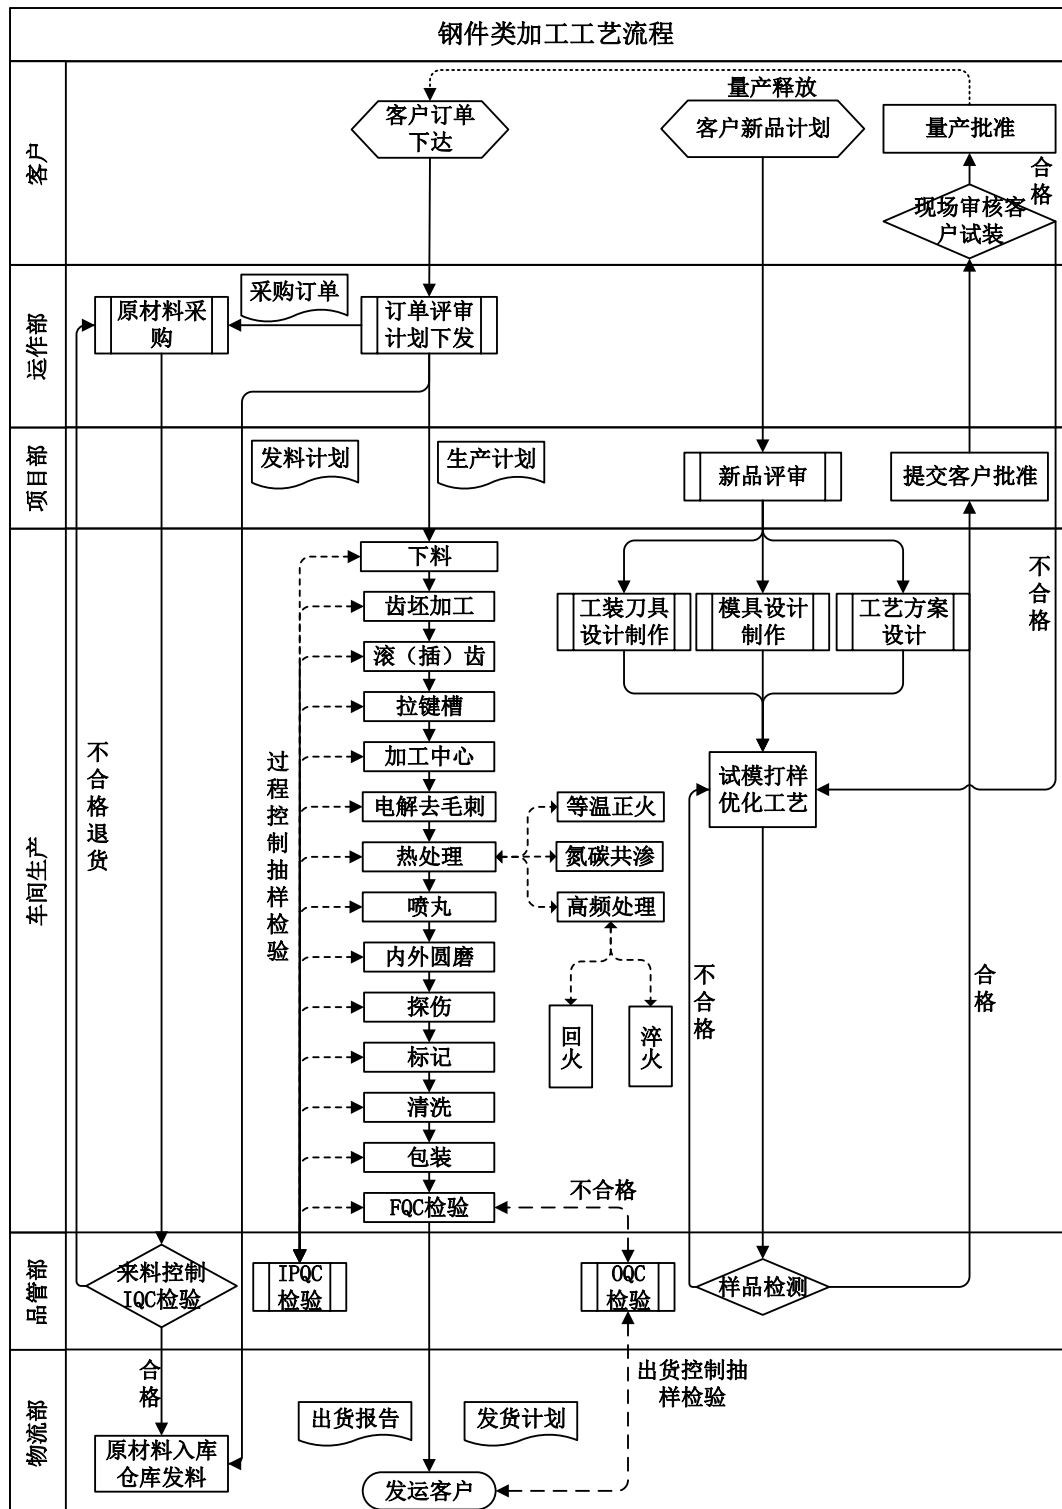 钢件类加工工艺流程
客户
量产释放
客户订单
下达
客户新品计划
量产批准
合
格
现场审核客
户试装
运作部
采购订单
原材料采
购
订单评审
计划下发
项目部
发料计划
生产计划
新品评审
提交客户批准
车间生产
下料
齿坯加工
滚（插）齿
拉键槽
加工中心
电解去毛刺
热处理
喷丸
内外圆磨
探伤
标记
清洗
包装
FQC检验
不
合
格
退
货
过
程
控
制
抽
样
检
验
等温正火
氮碳共渗
高频处理
回
火
淬
火
工装刀具
设计制作
模具设计
制作
工艺方案
设计
不
合
格
试模打样
优化工艺
不
合
格
合
格
不合格
品管部
来料控制
IQC检验
IPQC
检验
OQC
检验
样品检测
物流部
合
格
原材料入库
仓库发料
出货报告
发货计划
出货控制抽
样检验
发运客户